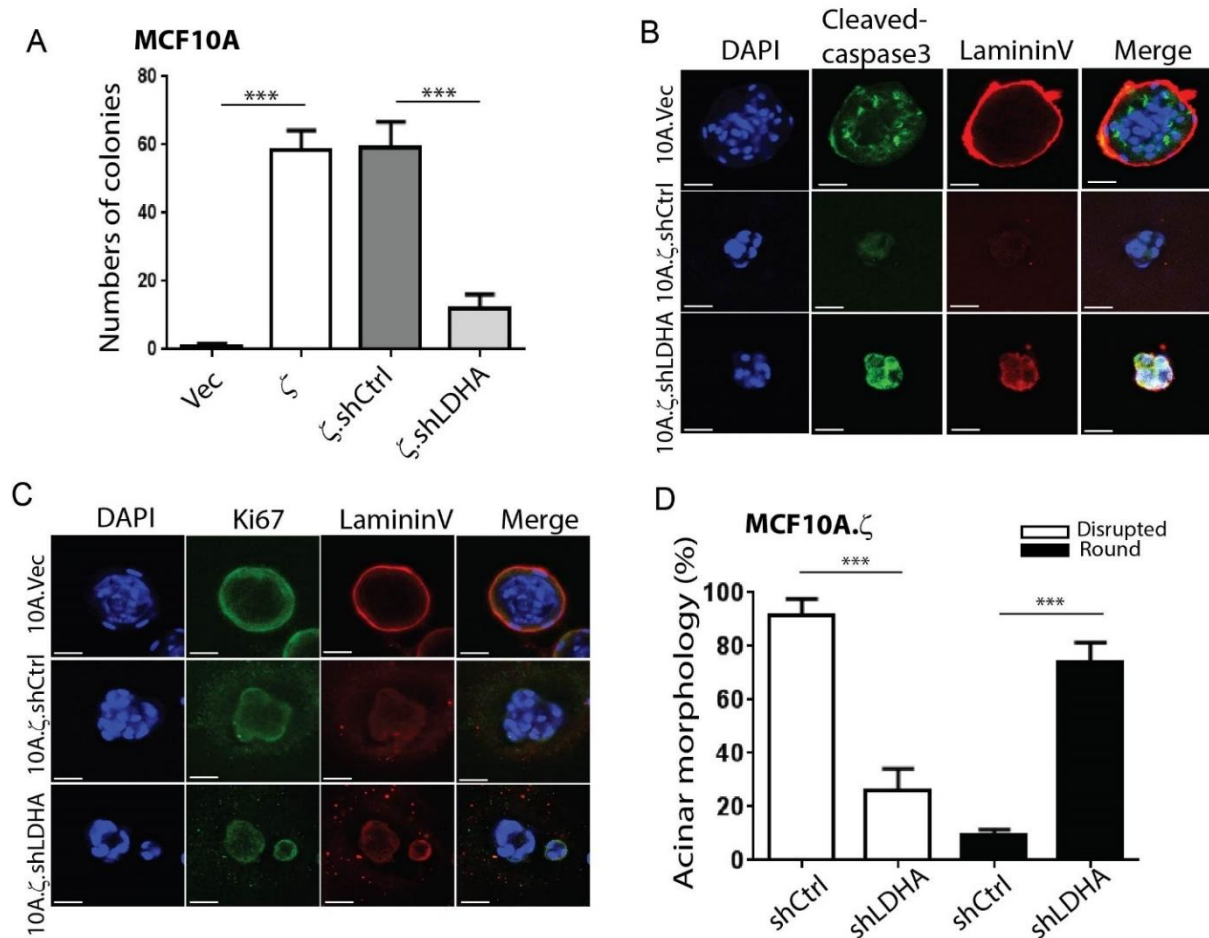 A
MCF10A
***
***
80
60
40
20
0
Numbers of colonies
Vec
ζ
ζ.shCtrl
ζ.shLDHA
B
DAPI
Cleaved-
caspase3
LamininV
Merge
10A.Vec
10A.ζ.shCtrl
10A.ζ.shLDHA
C
DAPI
Ki67
LamininV
Merge
10A.Vec
10A.ζ.shCtrl
10A.ζ.shLDHA
D
MCF10A.ζ
Disrupted
Round
***
***
100
80
60
40
20
0
Acinar morphology (%)
shCtrl
shLDHA
shCtrl
shLDHA